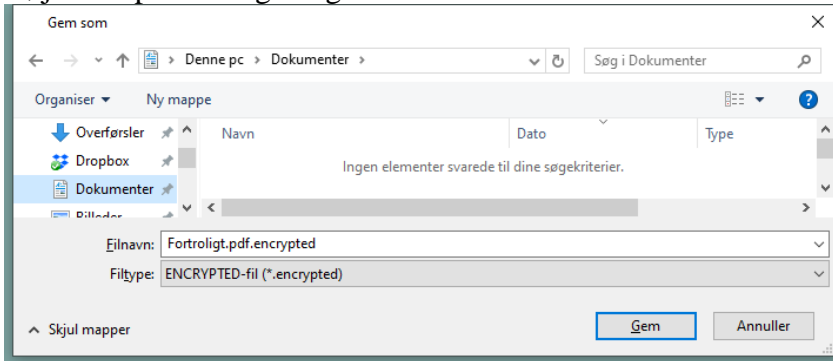 Gem som
Denne pc > Dokumenter >
Søg i Dokumenter
Organiser
Ny mappe
Overførsler
Navn
Dato
Type
Dropbox
Ingen elementer svarede til dine søgekriterier.
Dokumenter
Billeder
Filnavn: Fortroligt.pdf.encrypted
Filtype: ENCRYPTED-fil (*.encrypted)
Skjul mapper
Gem
Annuller